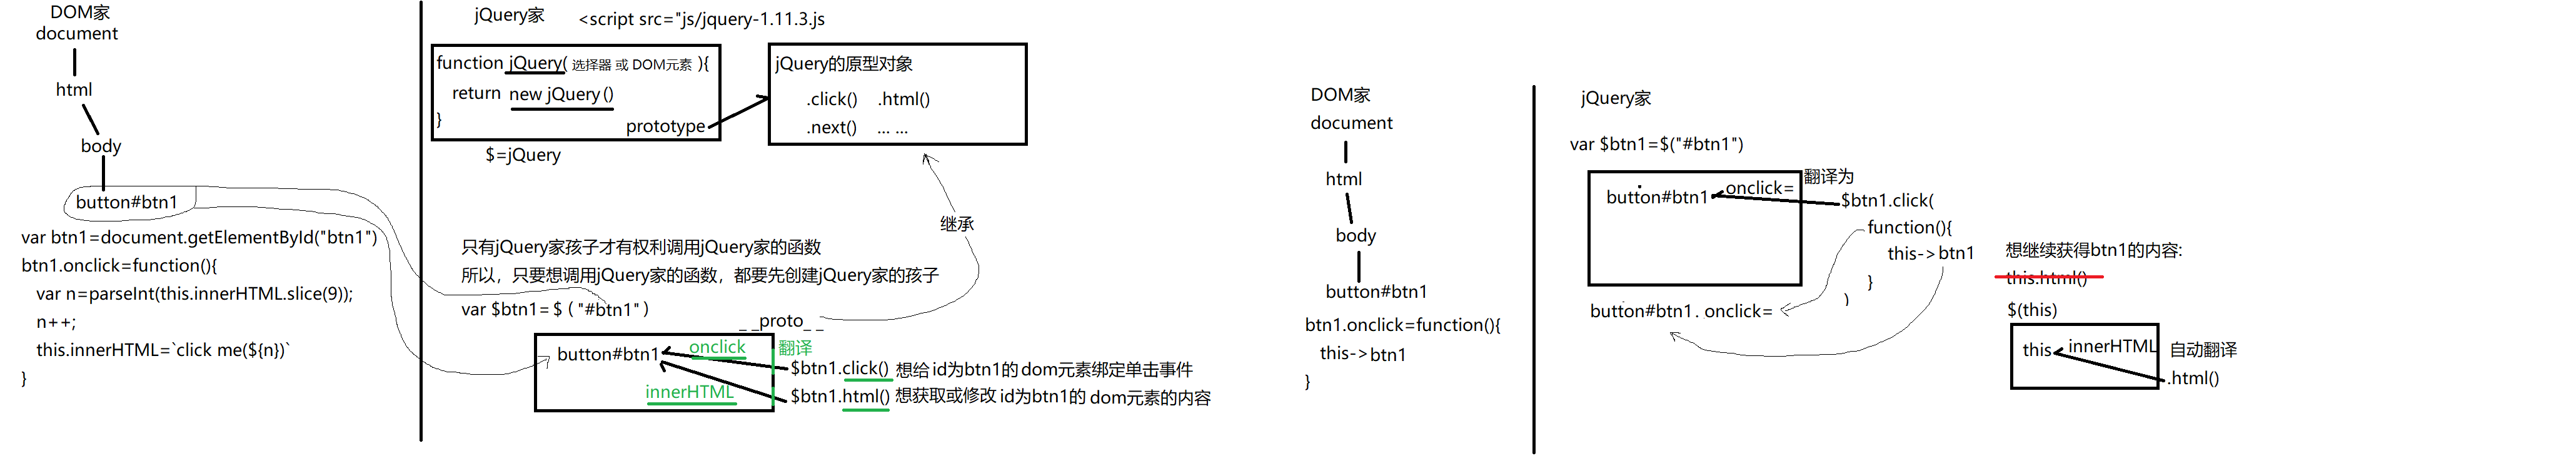 DOM家
document
html
body
button#btn1
var btn1=document.getElementById("btn1")
btn1.onclick=function(){
var n=parseInt(this.innerHTML.slice(9));
n++;
this.innerHTML=`click me(${n})`
}
jQuery家
<script src="js/jquery-1.11.3.js
function jQuery( 选择器 或 DOM元素 ){
return new jQuery()
}
prototype
$=jQuery
jQuery的原型对象
.click() .html()
.next() ... ...
继承
只有jQuery家孩子才有权利调用jQuery家的函数
所以，只要想调用jQuery家的函数，都要先创建jQuery家的孩子
var $btn1=$("#btn1")
__proto__
button#btn1
onclick
翻译
innerHTML
$btn1.click() 想给id为btn1的dom元素绑定单击事件
$btn1.html() 想获取或修改id为btn1的dom元素的内容
DOM家
document
html
body
button#btn1
btn1.onclick=function(){
this->btn1
}
jQuery家
var $btn1=$("#btn1")
button#btn1
onclick=
翻译为
$btn1.click(
function(){
this->btn1
}
)
button#btn1. onclick=
想继续获得btn1的内容:
this.html()
$(this)
this
innerHTML
自动翻译
.html()